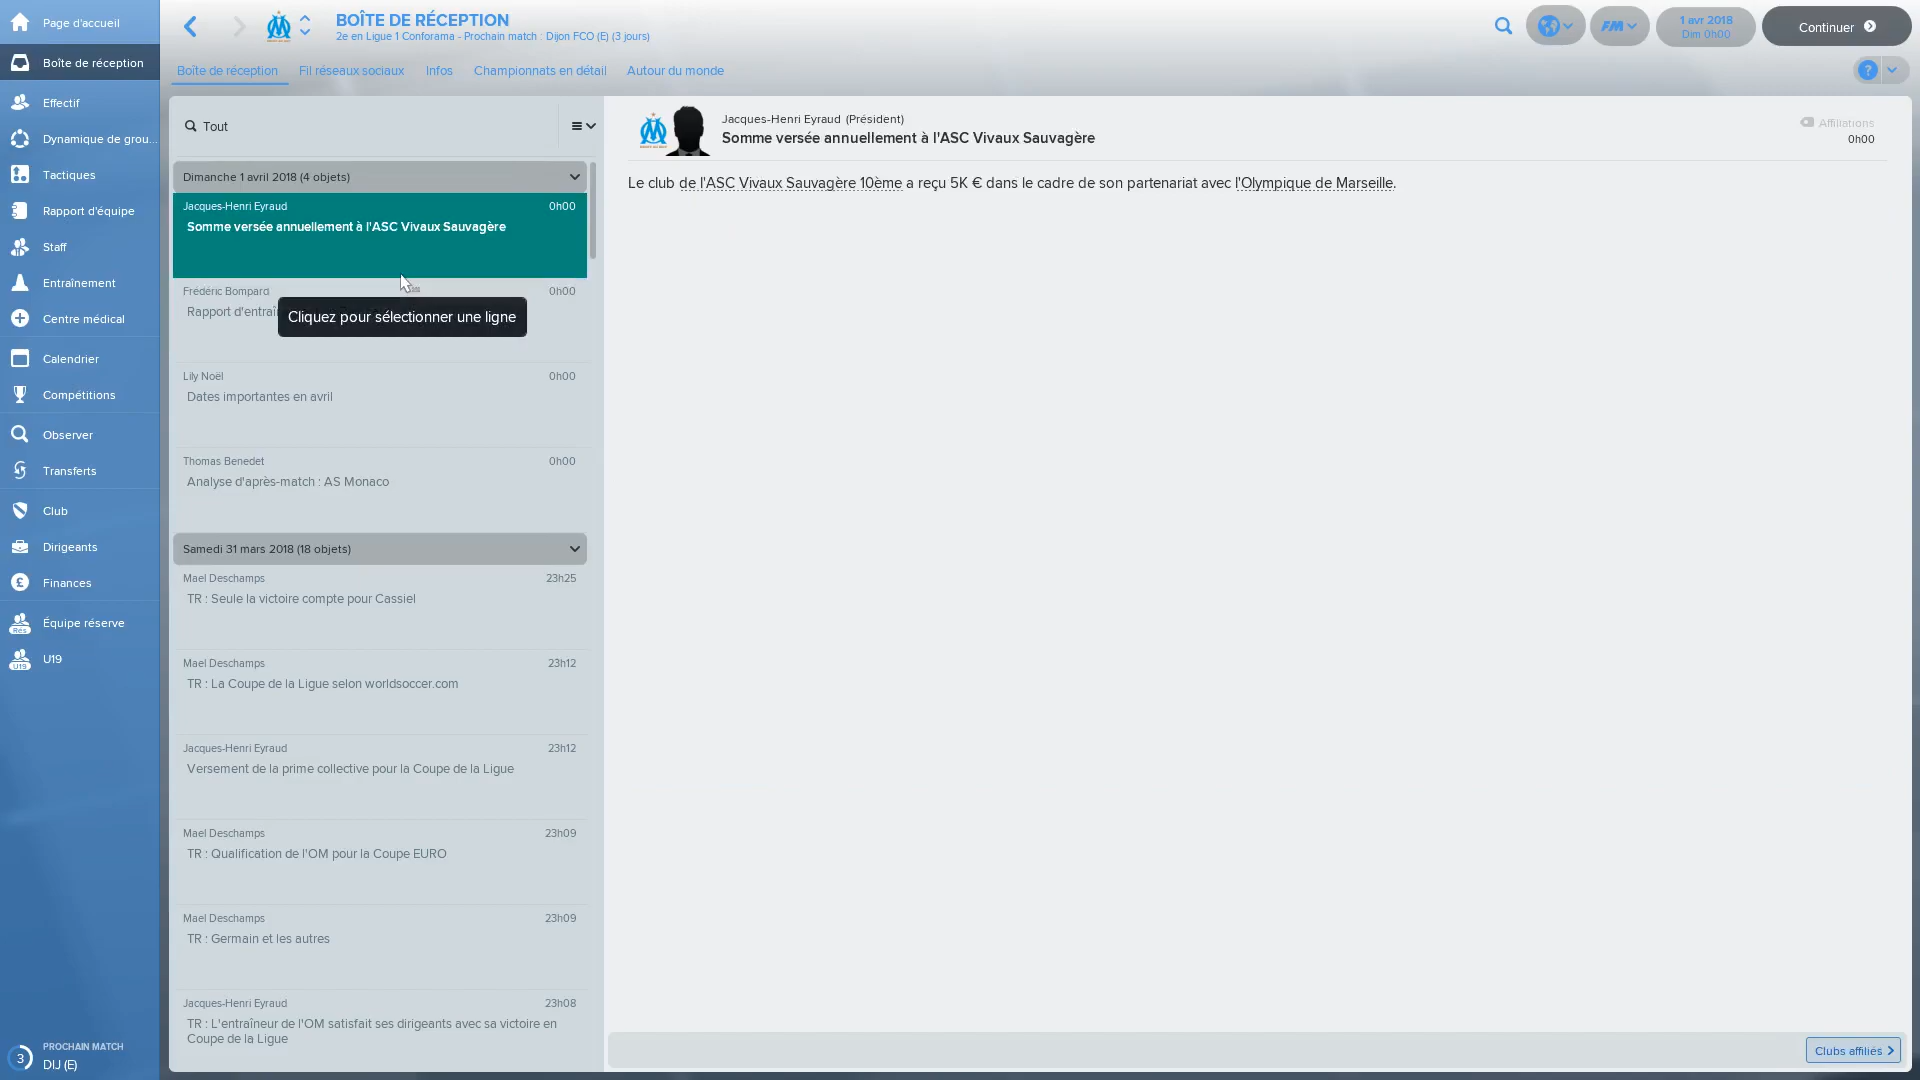 Page d'accueil
Boîte de réception
Effectif
Dynamique de grou...
Tactiques
Rapport d'équipe
Staff
Entraînement
Centre médical
Calendrier
Compétitions
Observer
Transferts
Club
Dirigeants
Finances
Rés
Équipe réserve
U19
U19
3
PROCHAIN MATCH
DIJ (E)
BOÎTE DE RÉCEPTION
2e en Ligue 1 Conforama - Prochain match : Dijon FCO (E) (3 jours)
FM
1 avr 2018
Dim 0h00
Continuer
Boîte de réception
Fil réseaux sociaux
Infos
Championnats en détail
Autour du monde
?
Tout
Dimanche 1 avril 2018 (4 objets)
Jacques-Henri Eyraud 0h00
Somme versée annuellement à l'ASC Vivaux Sauvagère
Frédéric Bompard 0h00
Rapport d'entraî
Cliquez pour sélectionner une ligne
Lily Noël 0h00
Dates importantes en avril
Thomas Benedet 0h00
Analyse d'après-match : AS Monaco
Samedi 31 mars 2018 (18 objets)
Mael Deschamps 23h25
TR : Seule la victoire compte pour Cassiel
Mael Deschamps 23h12
TR : La Coupe de la Ligue selon worldsoccer.com
Jacques-Henri Eyraud 23h12
Versement de la prime collective pour la Coupe de la Ligue
Mael Deschamps 23h09
TR : Qualification de l'OM pour la Coupe EURO
Mael Deschamps 23h09
TR : Germain et les autres
Jacques-Henri Eyraud 23h08
TR : L'entraîneur de l'OM satisfait ses dirigeants avec sa victoire en
Coupe de la Ligue
Jacques-Henri Eyraud (Président)
Somme versée annuellement à l'ASC Vivaux Sauvagère
Affiliations
0h00
Le club de l'ASC Vivaux Sauvagère 10ème a reçu 5K € dans le cadre de son partenariat avec l'Olympique de Marseille.
Clubs affiliés